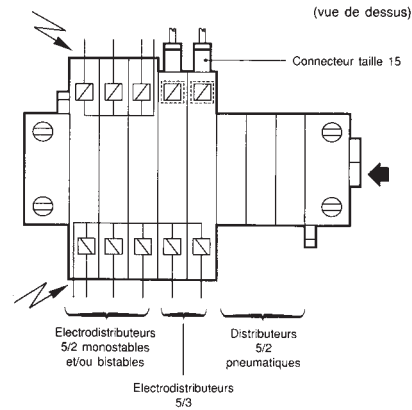 (vue de dessus)
Connecteur taille 15
Electrodistributeurs
5/2 monostables
et/ou bistables
Distributeurs
5/2
pneumatiques
Electrodistributeurs
5/3